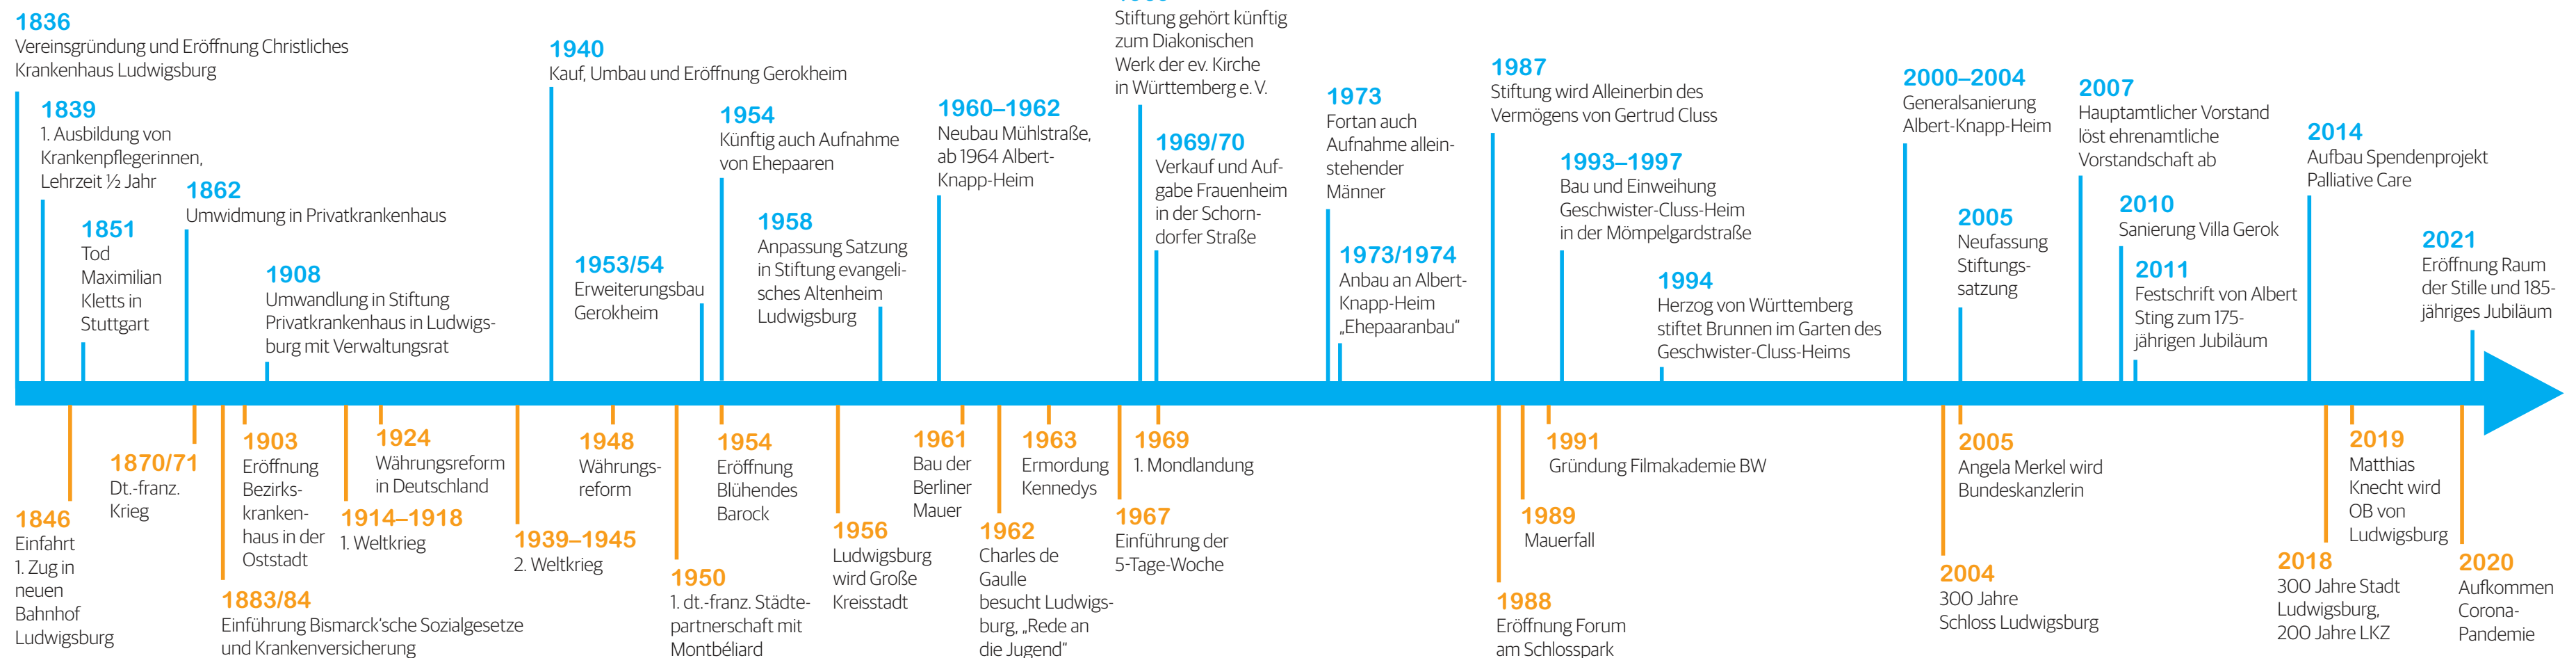 1836
Vereinsgründung und Eröffnung Christliches
Krankenhaus Ludwigsburg
1839
1. Ausbildung von
Krankenpflegerinnen,
Lehrzeit ½ Jahr
1851
Tod
Maximilian
Kletts in
Stuttgart
1862
Umwidmung in Privatkrankenhaus
1908
Umwandlung in Stiftung
Privatkrankenhaus in Ludwigs-
burg mit Verwaltungsrat
1940
Kauf, Umbau und Eröffnung Gerokheim
1953/54
Erweiterungsbau
Gerokheim
1954
Künftig auch Aufnahme
von Ehepaaren
1958
Anpassung Satzung
in Stiftung evangeli-
sches Altenheim
Ludwigsburg
1960–1962
Neubau Mühlstraße,
ab 1964 Albert-
Knapp-Heim
Stiftung gehört künftig
zum Diakonischen
Werk der ev. Kirche
in Württemberg e. V.
1969/70
Verkauf und Auf-
gabe Frauenheim
in der Schorn-
dorfer Straße
1973
Fortan auch
Aufnahme allein-
stehender
Männer
1973/1974
Anbau an Albert-
Knapp-Heim
„Ehepaaranbau“
1987
Stiftung wird Alleinerbin des
Vermögens von Gertrud Cluss
1993–1997
Bau und Einweihung
Geschwister-Cluss-Heim
in der Mömpelgardstraße
1994
Herzog von Württemberg
stiftet Brunnen im Garten des
Geschwister-Cluss-Heims
2000–2004
Generalsanierung
Albert-Knapp-Heim
2005
Neufassung
Stiftungs-
satzung
2007
Hauptamtlicher Vorstand
löst ehrenamtliche
Vorstandschaft ab
2010
Sanierung Villa Gerok
2011
Festschrift von Albert
Sting zum 175-
jährigen Jubiläum
2014
Aufbau Spendenprojekt
Palliative Care
2021
Eröffnung Raum
der Stille und 185-
jähriges Jubiläum
1846
Einfahrt
1. Zug in
neuen
Bahnhof
Ludwigsburg
1870/71
Dt.-franz.
Krieg
1883/84
Einführung Bismarck‘sche Sozialgesetze
und Krankenversicherung
1903
Eröffnung
Bezirks-
kranken-
haus in der
Oststadt
1914–1918
1. Weltkrieg
1924
Währungsreform
in Deutschland
1939–1945
2. Weltkrieg
1948
Währungs-
reform
1950
1. dt.-franz. Städte-
partnerschaft mit
Montbéliard
1954
Eröffnung
Blühendes
Barock
1956
Ludwigsburg
wird Große
Kreisstadt
1961
Bau der
Berliner
Mauer
1962
Charles de
Gaulle
besucht Ludwigs-
burg, „Rede an
die Jugend“
1963
Ermordung
Kennedys
1967
Einführung der
5-Tage-Woche
1969
1. Mondlandung
1988
Eröffnung Forum
am Schlosspark
1989
Mauerfall
1991
Gründung Filmakademie BW
2004
300 Jahre
Schloss Ludwigsburg
2005
Angela Merkel wird
Bundeskanzlerin
2018
300 Jahre Stadt
Ludwigsburg,
200 Jahre LKZ
2019
Matthias
Knecht wird
OB von
Ludwigsburg
2020
Aufkommen
Corona-
Pandemie